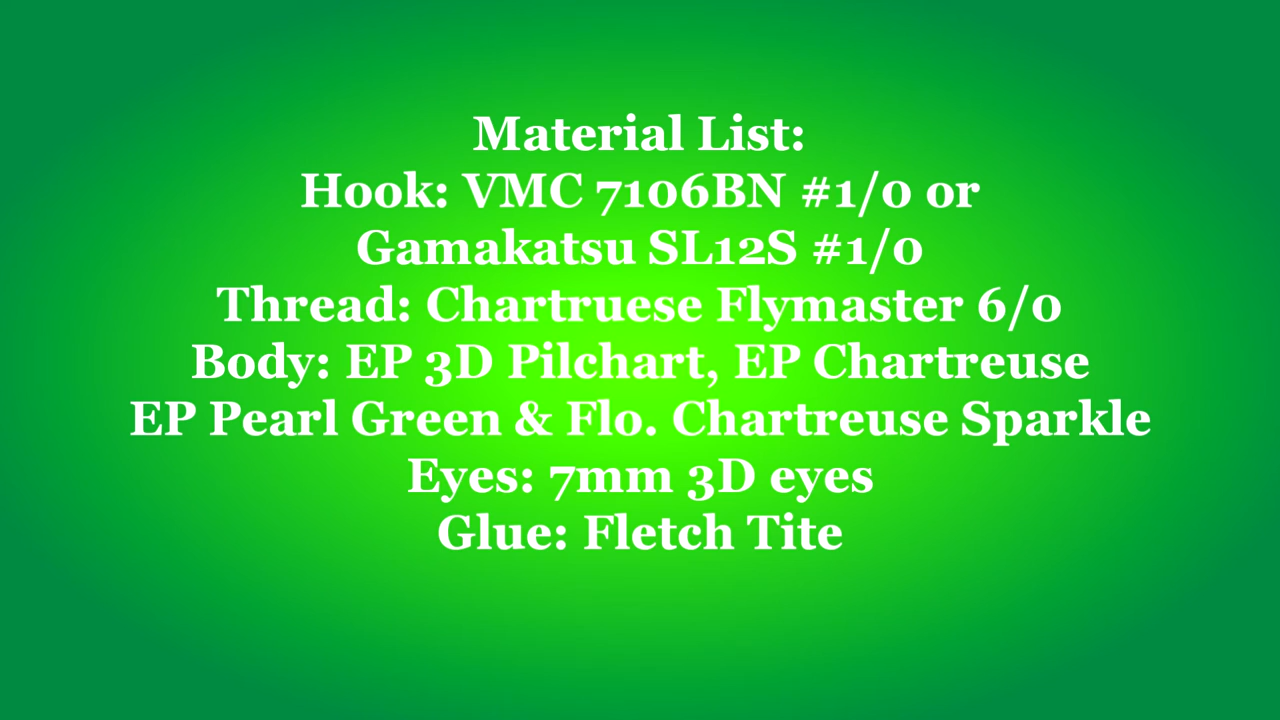 Material List:
Hook: VMC 7106BN #1/0 or
Gamakatsu SL12S #1/0
Thread: Chartruese Flymaster 6/0
Body: EP 3D Pilchart, EP Chartreuse
EP Pearl Green & Flo. Chartreuse Sparkle
Eyes: 7mm 3D eyes
Glue: Fletch Tite